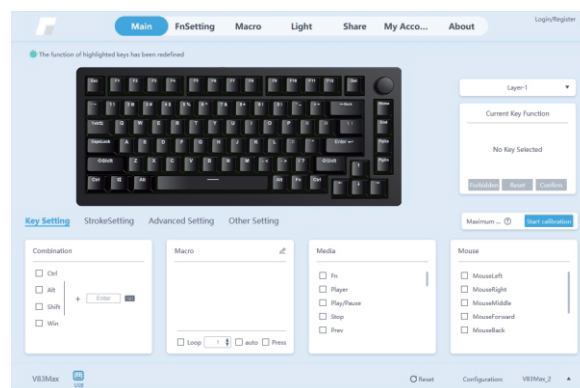 Login/Register
Main FnSetting Macro Light Share My Acco... About
The function of highlighted keys has been redefined
Layer-1
Current Key Function
No Key Selected
Forbidden Reset Confirm
Key Setting StrokeSetting Advanced Setting Other Setting
Maximum ... Start calibration
Combination
Ctrl
Alt
Shift
Win
+ Enter
Macro
Loop 1 auto Press
Media
Fn
Player
Play/Pause
Stop
Prev
Mouse
MouseLeft
MouseRight
MouseMiddle
MouseForward
MouseBack
V83Max USB
Reset
Configuration: V83Max_2